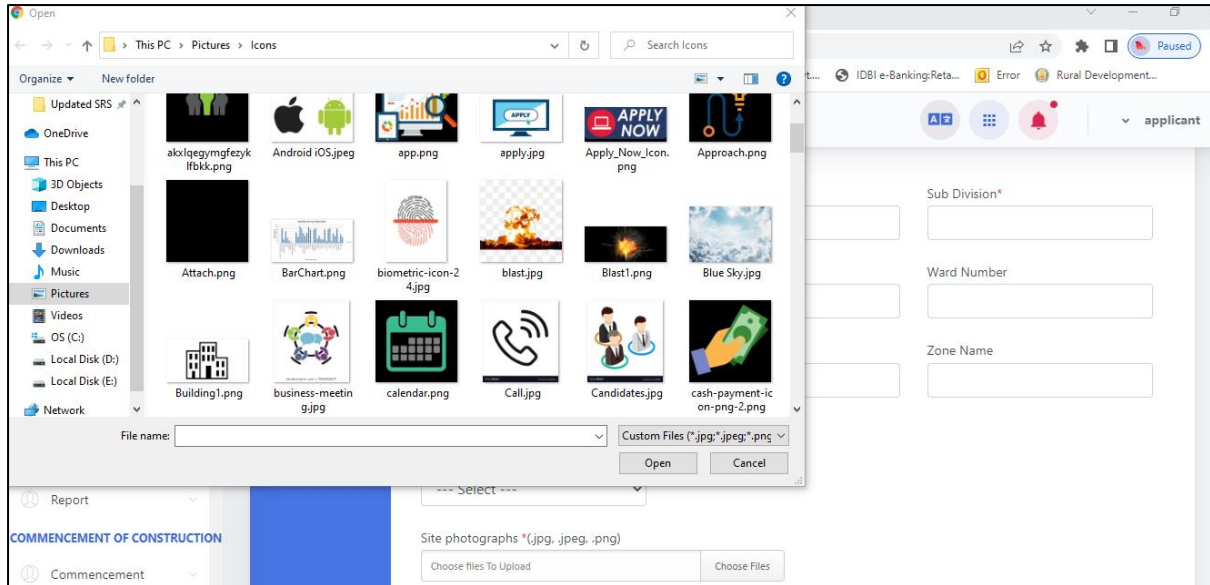 Open
This PC > Pictures > Icons
Search Icons
Organize
New folder
Updated SRS
OneDrive
This PC
3D Objects
Desktop
Documents
Downloads
Music
Pictures
Videos
OS (C:)
Local Disk (D:)
Local Disk (E:)
Network
akxlqegymgfezyk
lfbkk.png
Android iOS.jpeg
app.png
APPLY
apply.jpg
APPLY
NOW
Apply_Now_Icon.
png
Approach.png
Attach.png
BarChart.png
biometric-icon-2
4.jpg
blast.jpg
Blast1.png
Blue Sky.jpg
Building1.png
business-meetin
g.jpg
calendar.png
Call.jpg
Candidates.jpg
cash-payment-ic
on-png-2.png
File name:
Custom Files (*.jpg;*.jpeg;*.png
Open
Cancel
Paused
t....
IDBI e-Banking:Reta...
Error
Rural Development...
applicant
Sub Division*
Ward Number
Zone Name
--- Select ---
Report
COMMENCEMENT OF CONSTRUCTION
Commencement
Site photographs *(.jpg, .jpeg, .png)
Choose files To Upload
Choose Files